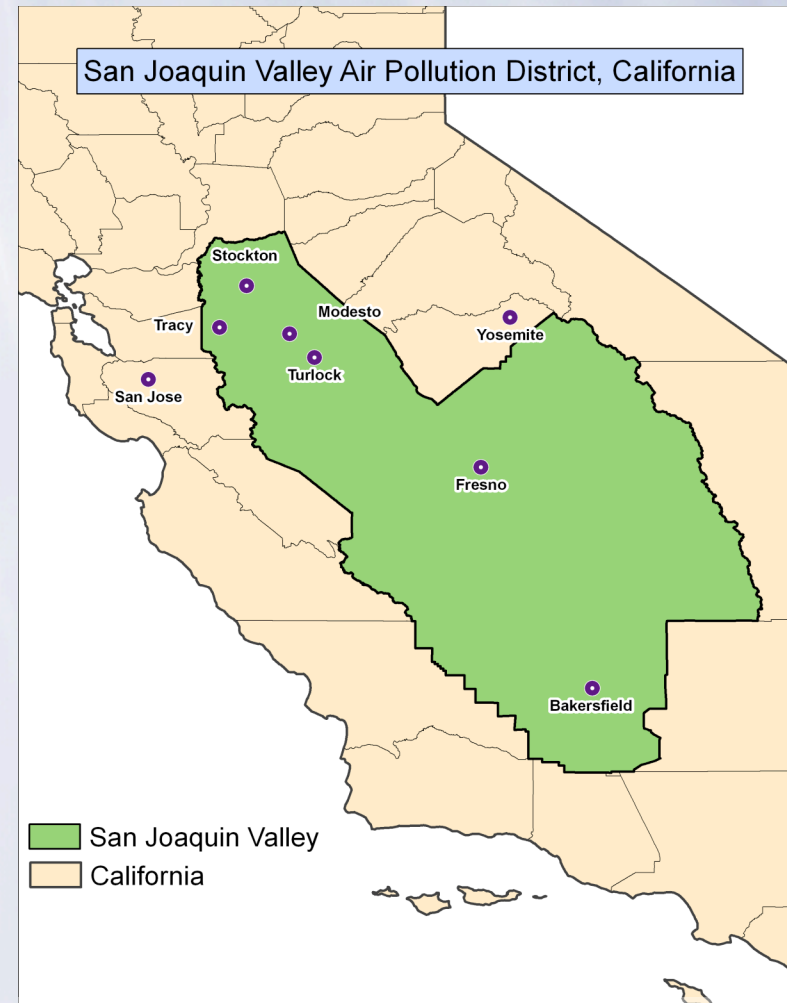 San Joaquin Valley Air Pollution District, California
Stockton
Modesto
Tracy
Yosemite
Turlock
San Jose
Fresno
Bakersfield
San Joaquin Valley
California